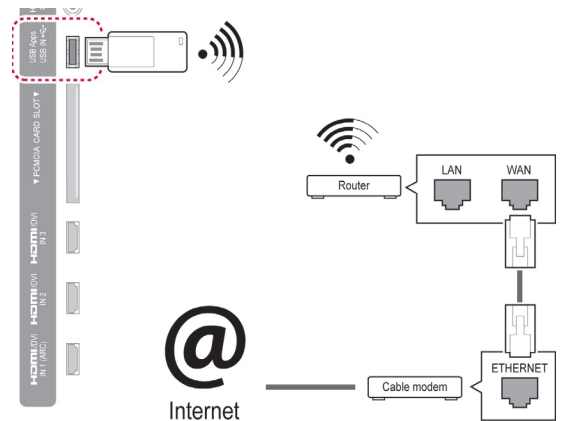 USB Apps
USB IN
▼ PCMCIA CARD SLOT ▼
HDMI /DVI
IN 3
HDMI /DVI
IN 2
HDMI /DVI
IN 1 (ARC)
Router
LAN
WAN
ETHERNET
Cable modem
@
Internet